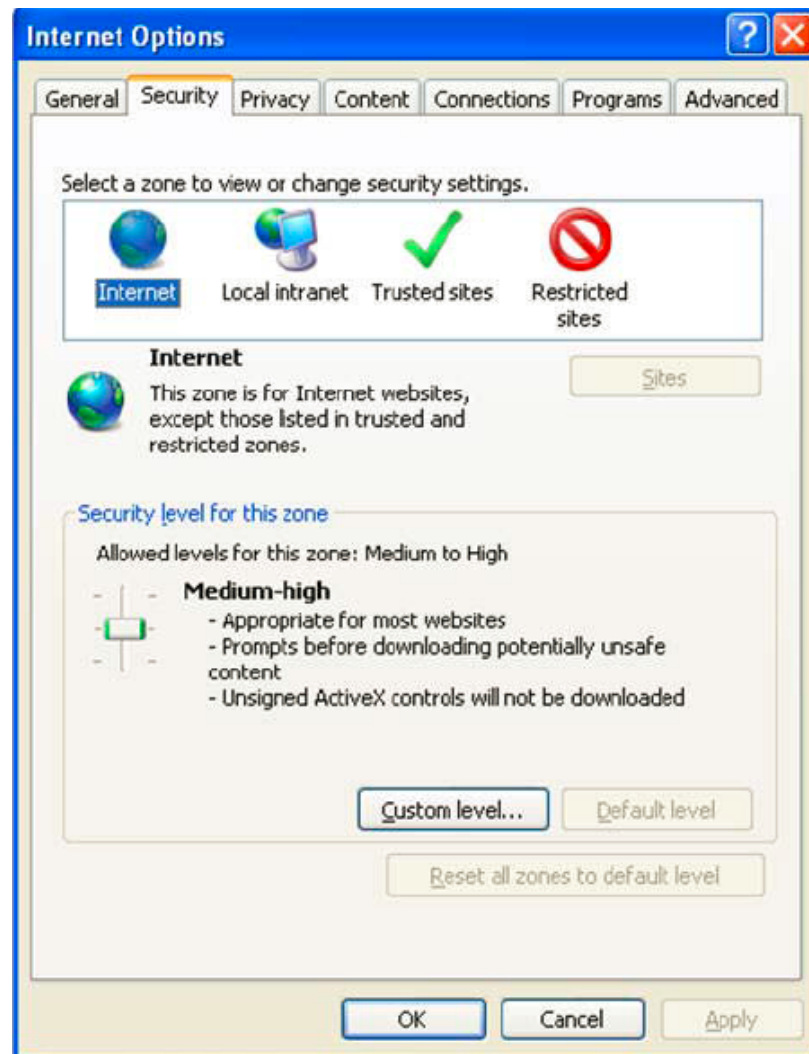 Internet Options
General Security Privacy Content Connections Programs Advanced
Select a zone to view or change security settings.
Internet Local intranet Trusted sites Restricted
sites
Internet
Sites
This zone is for Internet websites,
except those listed in trusted and
restricted zones.
Security level for this zone
Allowed levels for this zone: Medium to High
Medium-high
- Appropriate for most websites
- Prompts before downloading potentially unsafe
content
- Unsigned ActiveX controls will not be downloaded
Custom level... Default level
Reset all zones to default level
OK Cancel Apply